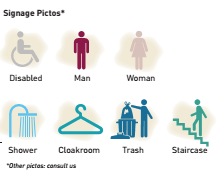 Signage Pictos*
Disabled Man Woman
Shower Cloakroom Trash Staircase
*Other pictos: consult us